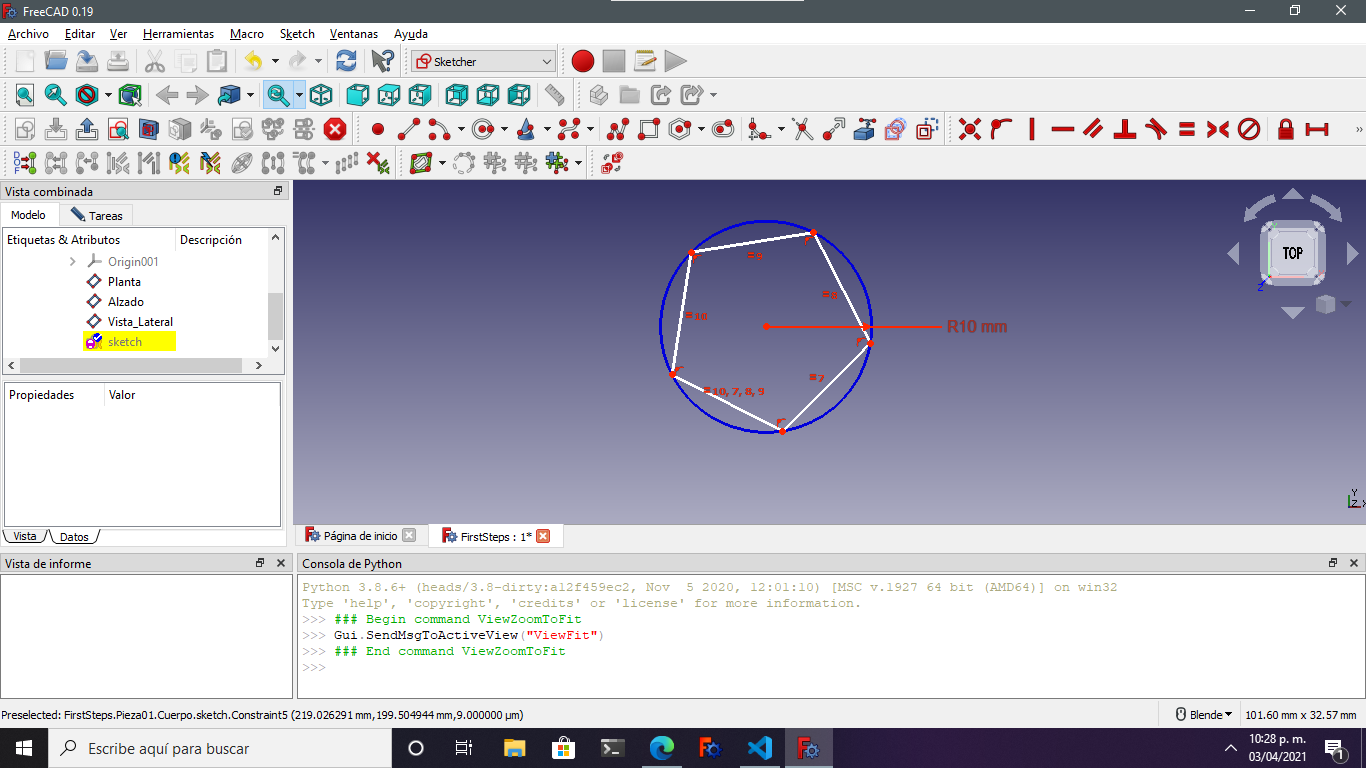 FreeCAD 0.19
Archivo Editar Ver Herramientas Macro Sketch Ventanas Ayuda
Sketcher
Vista combinada
Modelo Tareas
Etiquetas & Atributos Descripción
Origin001
Planta
Alzado
Vista_Lateral
sketch
Propiedades Valor
Vista Datos
TOP
Z
R10 mm
10, 7, 8, 9
7
8
10
Y
Z X
Página de inicio FirstSteps : 1*
Vista de informe
Consola de Python
Python 3.8.6+ (heads/3.8-dirty:a12f459ec2, Nov  5 2020, 12:01:10) [MSC v.1927 64 bit (AMD64)] on win32
Type 'help', 'copyright', 'credits' or 'license' for more information.
>>> ### Begin command ViewZoomToFit
>>> Gui.SendMsgToActiveView("ViewFit")
>>> ### End command ViewZoomToFit
>>>
Preselected: FirstSteps.Pieza01.Cuerpo.sketch.Constraint5 (219.026291 mm,199.504944 mm,9.000000 µm)
Blende 101.60 mm x 32.57 mm
Escribe aquí para buscar
10:28 p. m.
03/04/2021
1